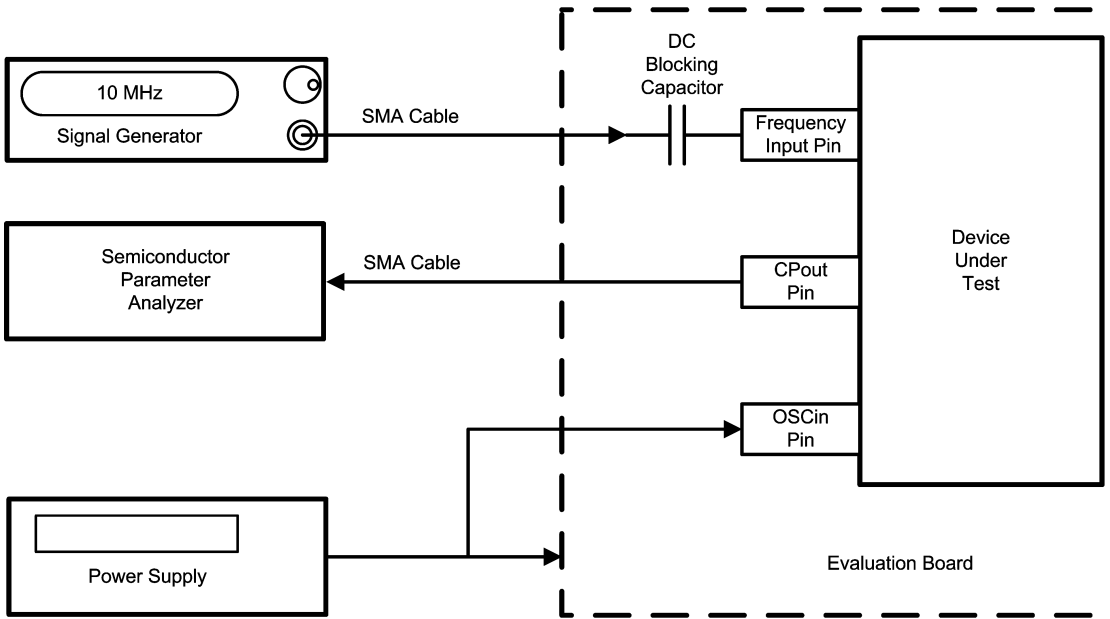 10 MHz
Signal Generator
SMA Cable
DC
Blocking
Capacitor
Frequency
Input Pin
Semiconductor
Parameter
Analyzer
SMA Cable
CPout
Pin
Device
Under
Test
OSCin
Pin
Power Supply
Evaluation Board